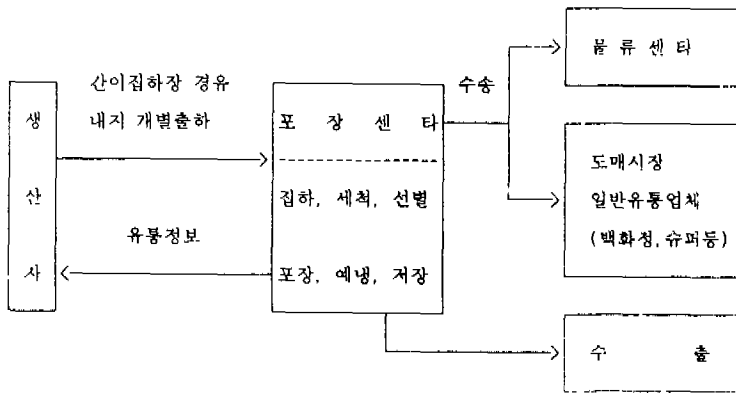 산이집하장 경유
내지 개별출하
생
산
사
유통정보
포 장 센 타
집하, 세척, 선별
포장, 예냉, 저장
수송
물 류 센 타
도매시장
일반유통업체
(백화점, 슈퍼등)
수 출